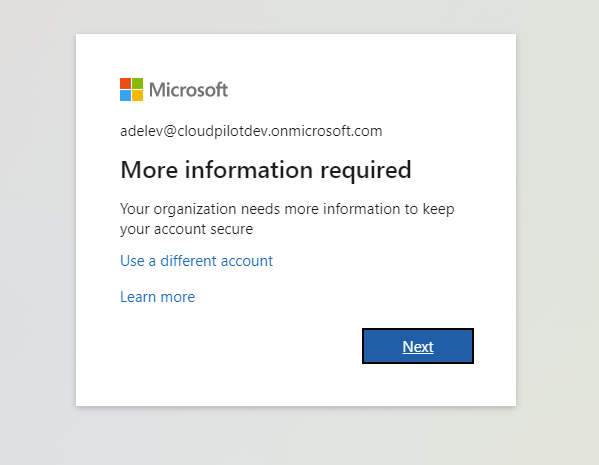 Microsoft
adelev@cloudpilotdev.onmicrosoft.com
More information required
Your organization needs more information to keep
your account secure
Use a different account
Learn more
Next